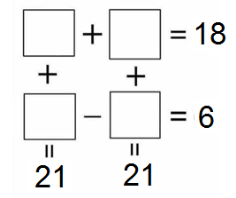 □ + □ = 18
+ +
□ − □ = 6
= =
21 21